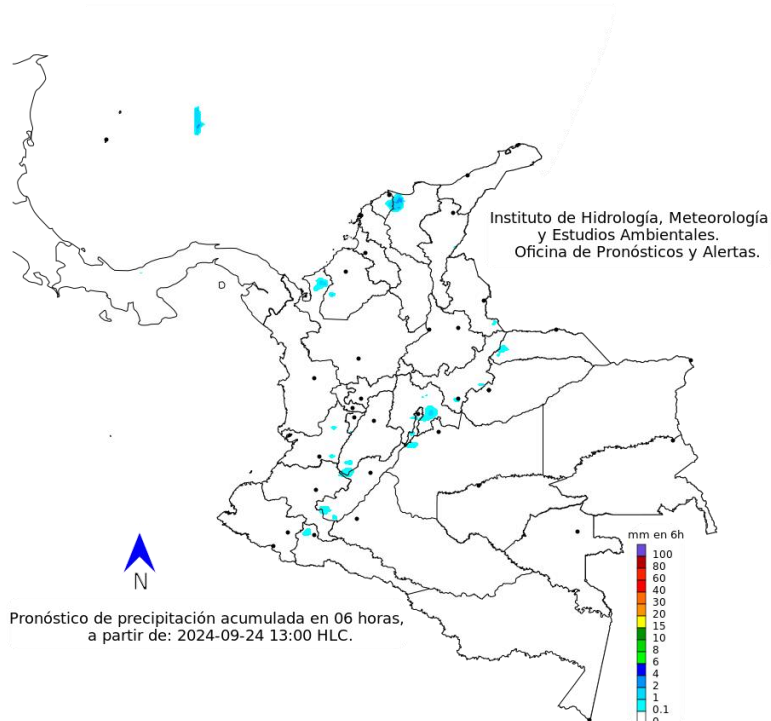 Instituto de Hidrología, Meteorología
y Estudios Ambientales.
Oficina de Pronósticos y Alertas.
N
Pronóstico de precipitación acumulada en 06 horas,
a partir de: 2024-09-24 13:00 HLC.
mm en 6h
100
80
60
40
30
20
15
10
8
6
4
2
1
0.1
0